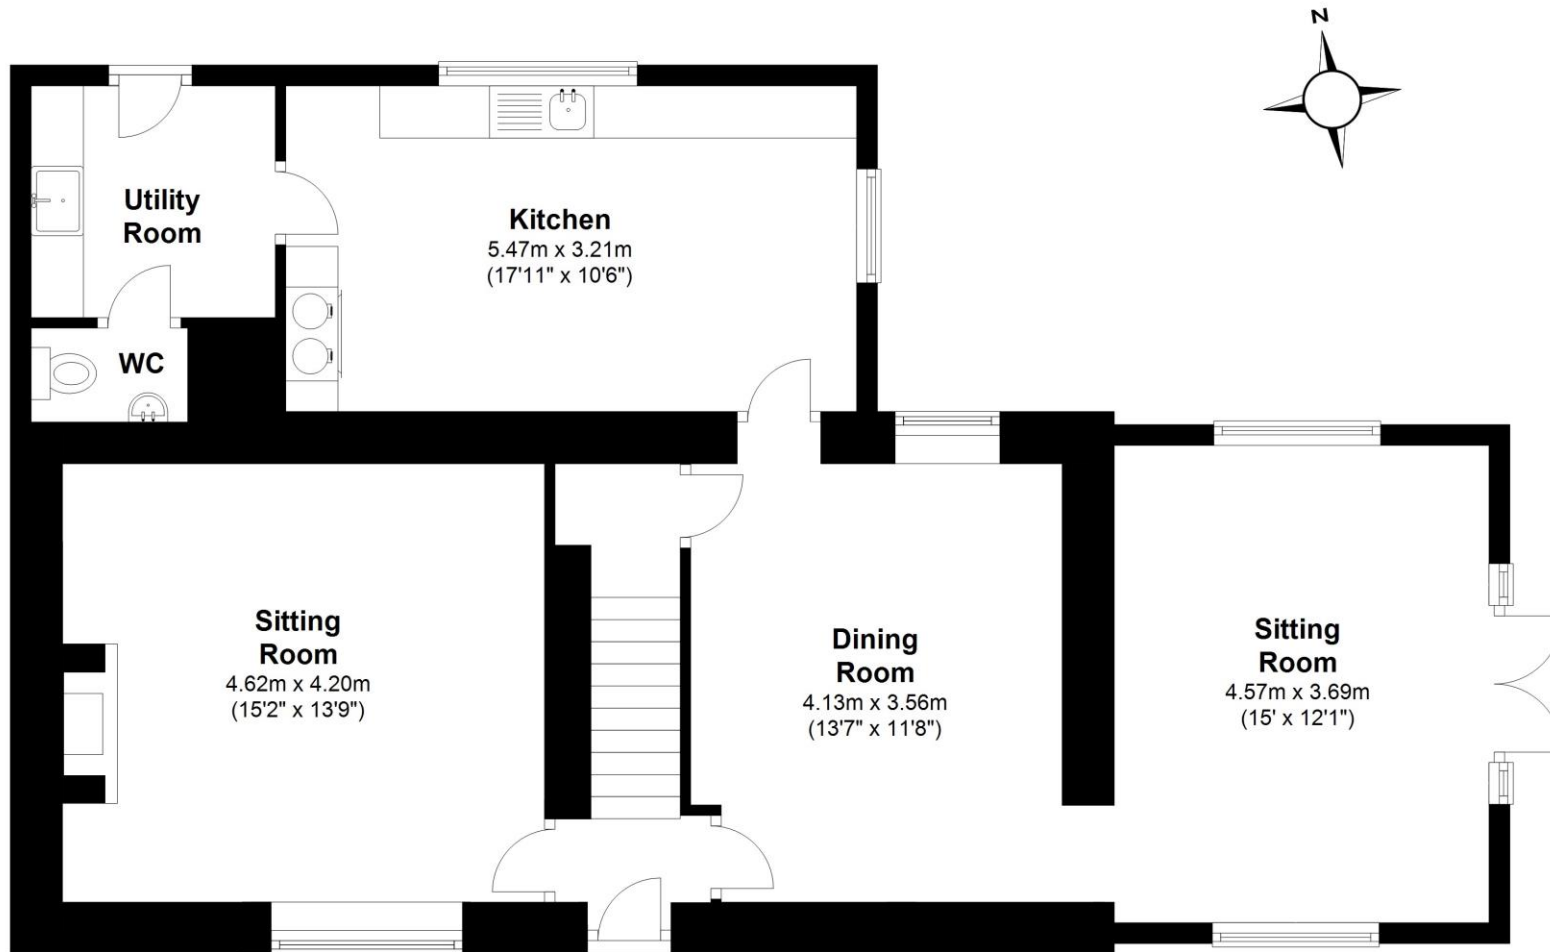 N
Utility
Room
Kitchen
5.47m x 3.21m
(17'11" x 10'6")
WC
Sitting
Room
4.62m x 4.20m
(15'2" x 13'9")
Dining
Room
4.13m x 3.56m
(13'7" x 11'8")
Sitting
Room
4.57m x 3.69m
(15' x 12'1")